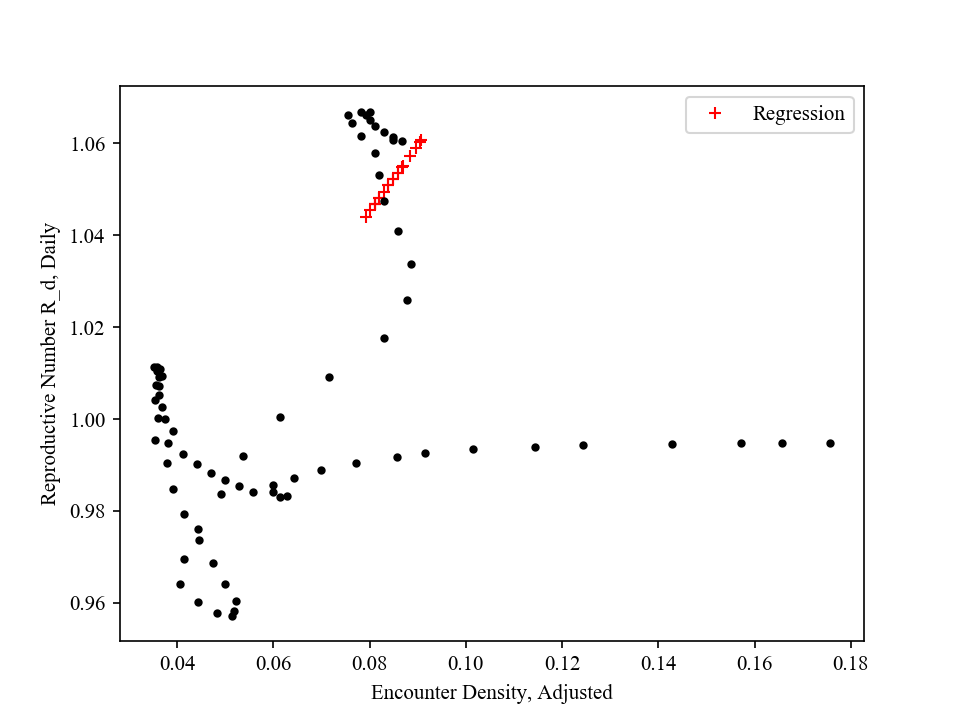 Regression
Reproductive Number R_d, Daily
1.06
1.04
1.02
1.00
0.98
0.96
0.04 0.06 0.08 0.10 0.12 0.14 0.16 0.18
Encounter Density, Adjusted